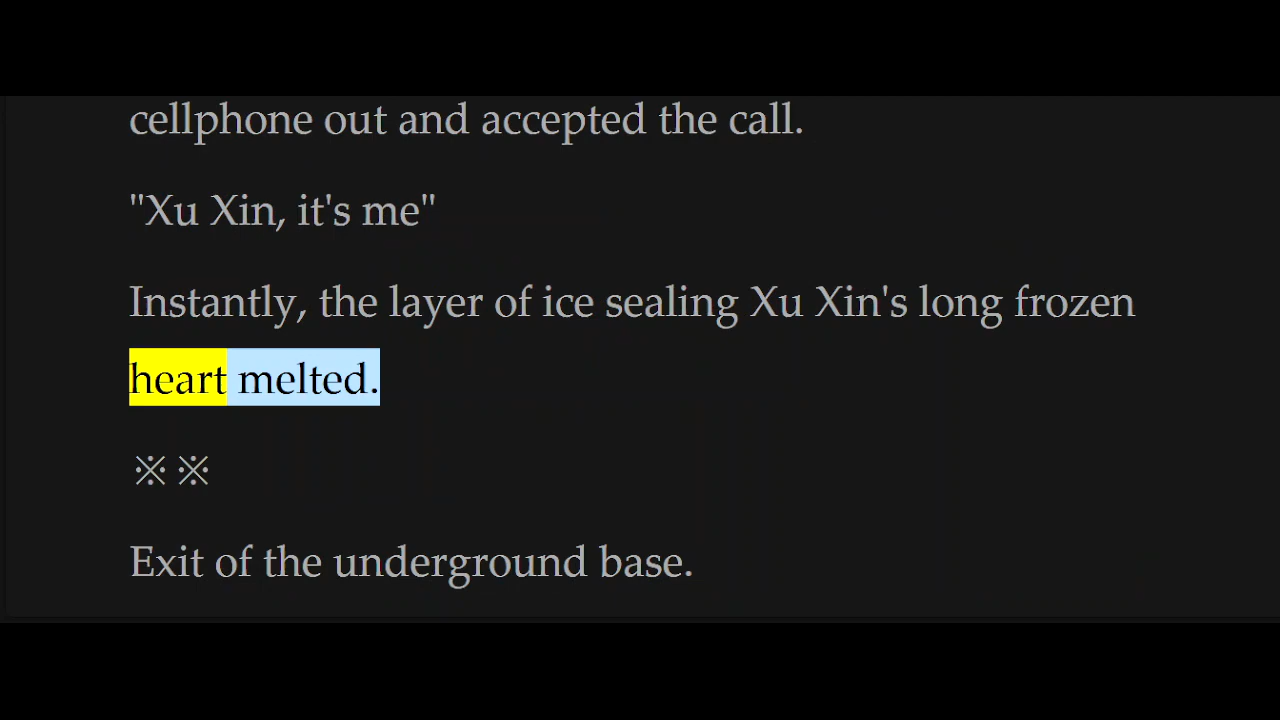 cellphone out and accepted the call.
"Xu Xin, it's me"
Instantly, the layer of ice sealing Xu Xin's long frozen
heart melted.
※※
Exit of the underground base.